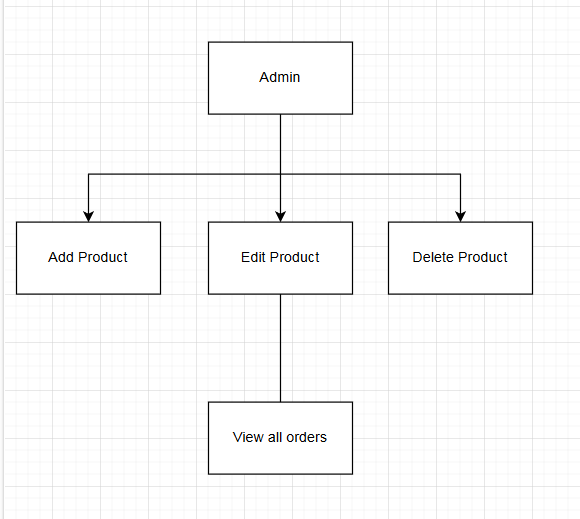 Admin
Add Product
Edit Product
Delete Product
View all orders